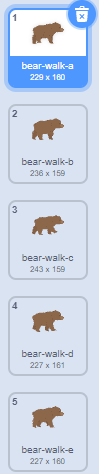 1
bear-walk-a
229 x 160
2
bear-walk-b
236 x 159
3
bear-walk-c
243 x 159
4
bear-walk-d
227 x 161
5
bear-walk-e
227 x 160